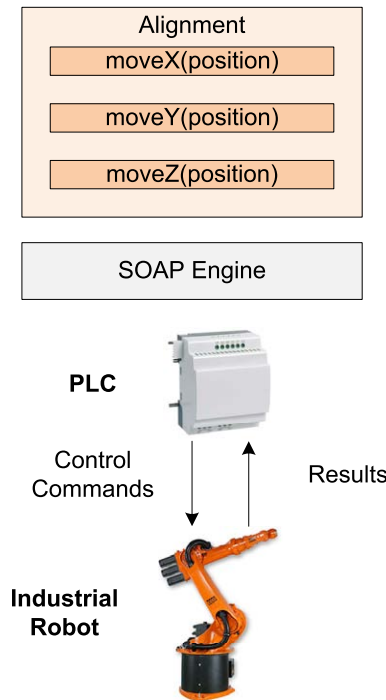 Alignment
moveX(position)
moveY(position)
moveZ(position)
SOAP Engine
PLC
Control
Commands
Results
Industrial
Robot